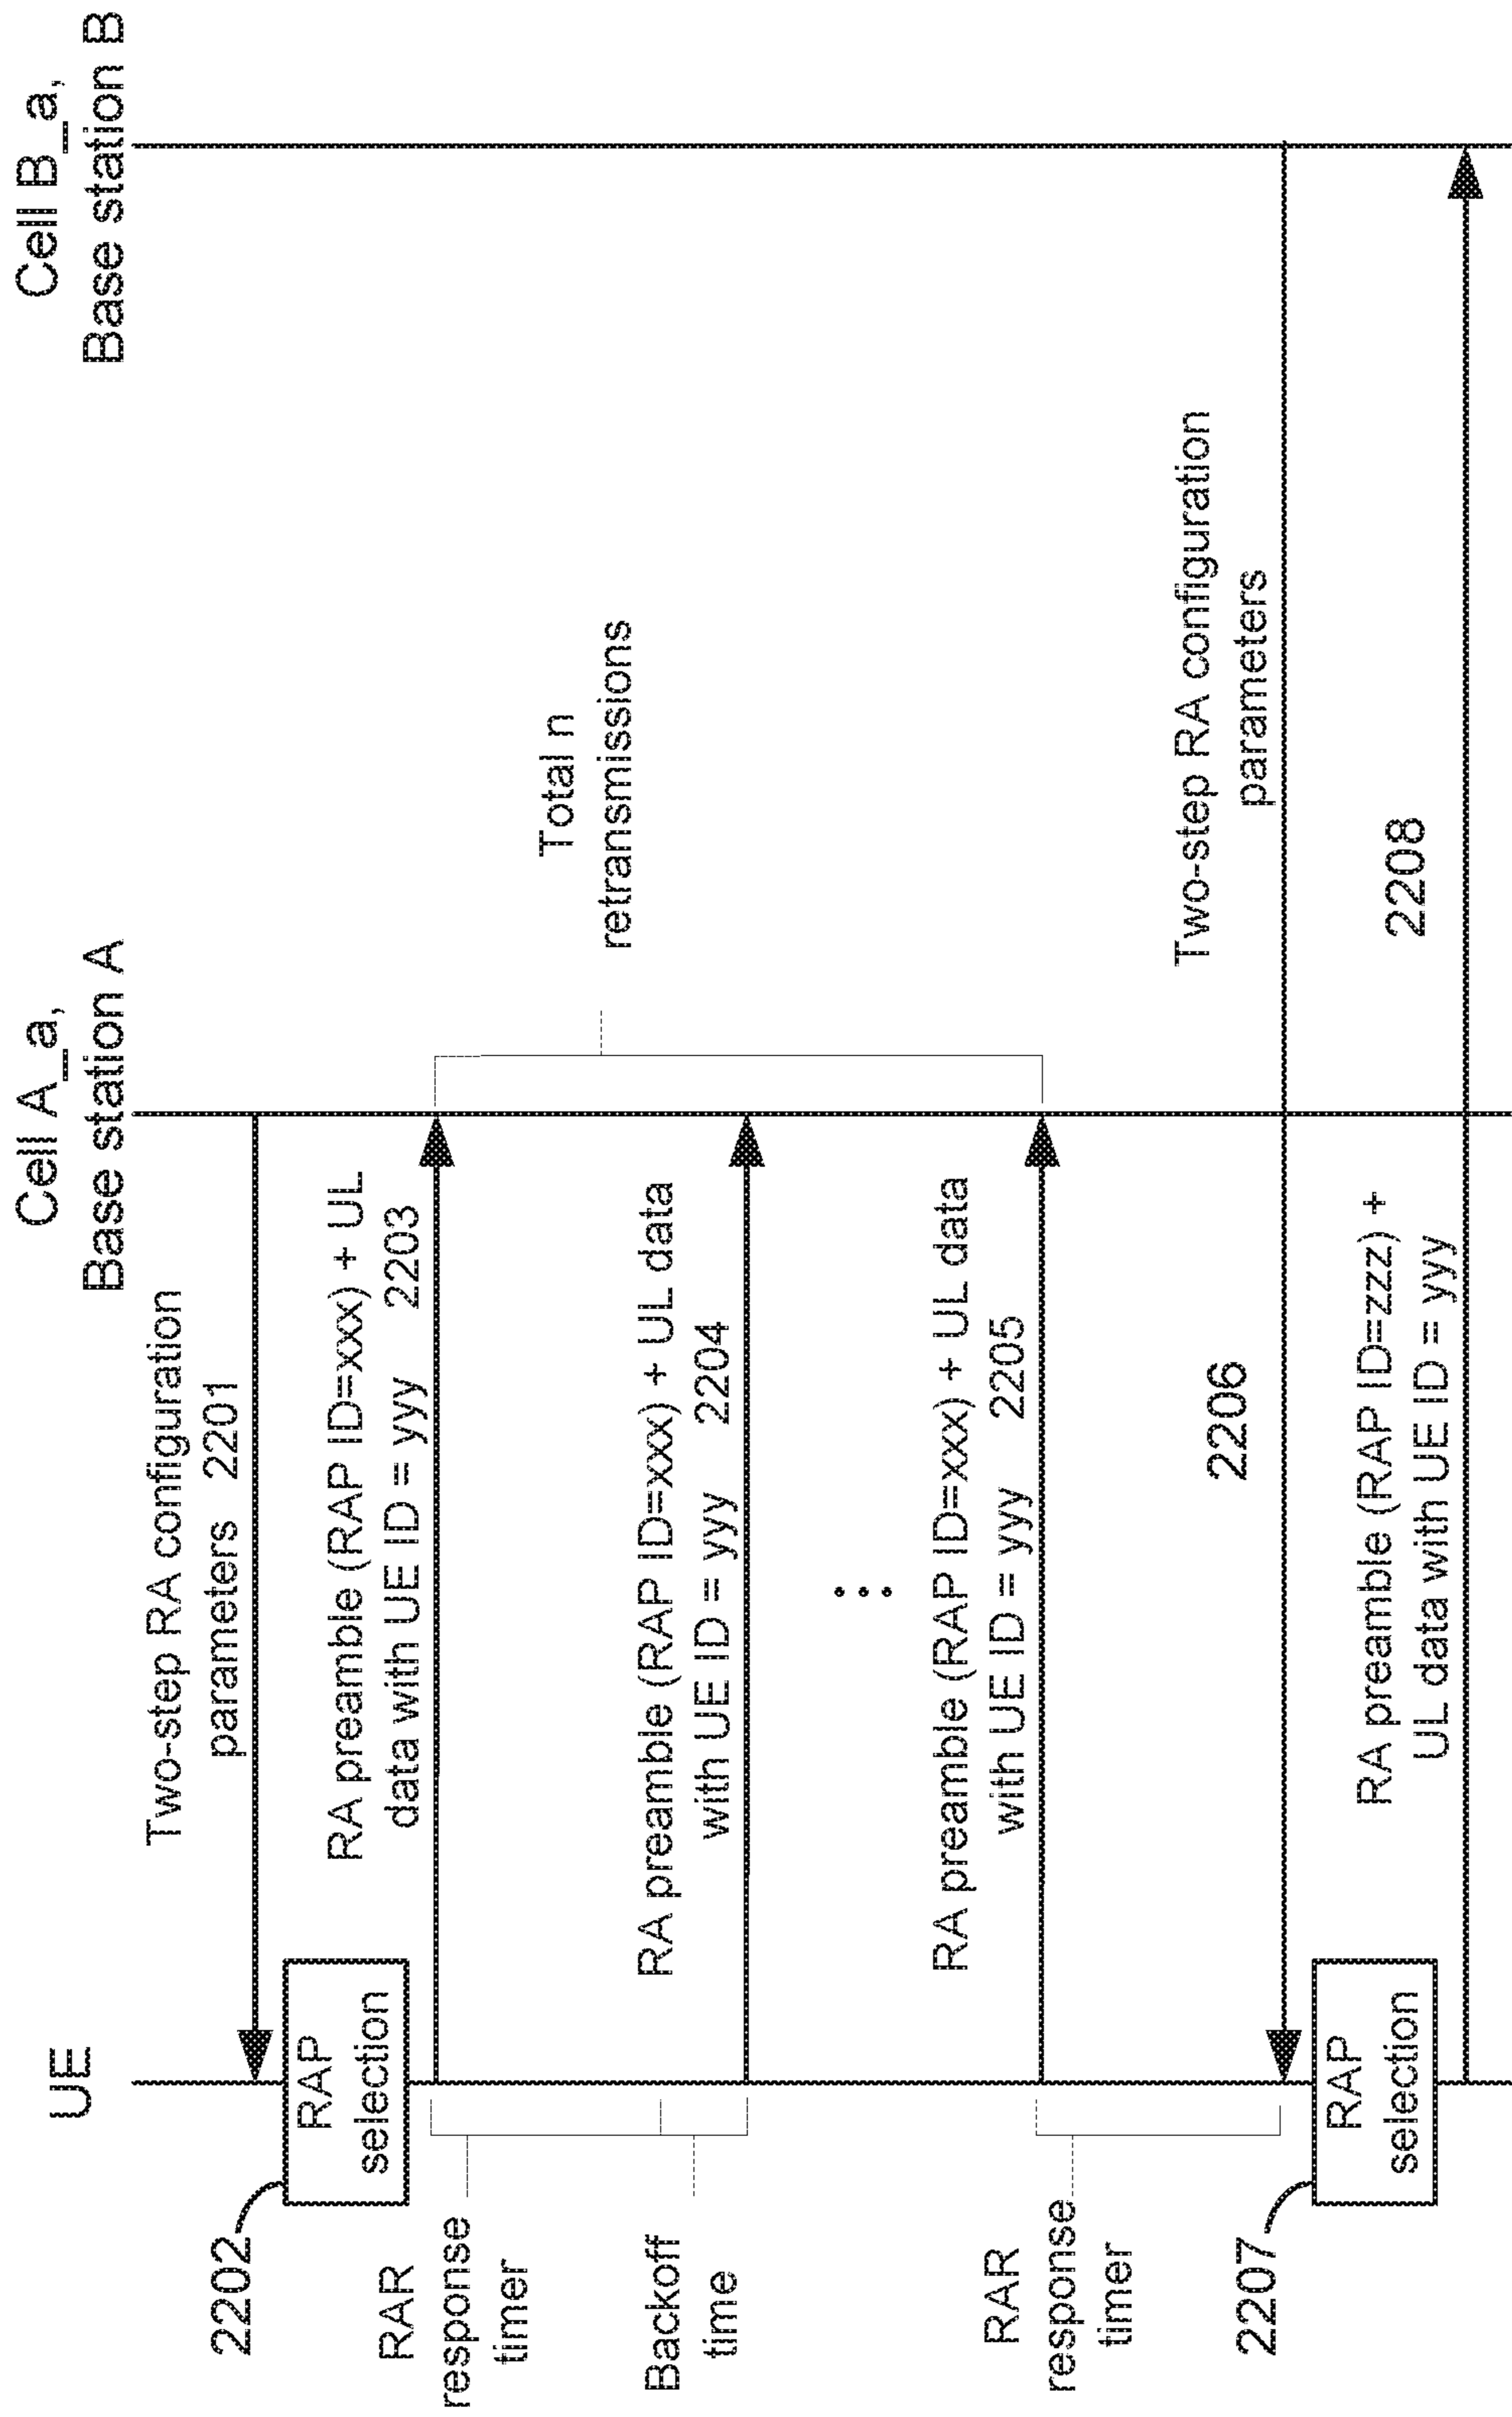 UE
Cell A_a,
Base station A
Cell B_a,
Base station B
Two-step RA configuration
parameters 2201
2202
RAP
selection
RA preamble (RAP ID=xxx) + UL
data with UE ID = yyy 2203
RAR
response
timer
Total n
retransmissions
Backoff
time
RA preamble (RAP ID=xxx) + UL data
with UE ID = yyy 2204
RA preamble (RAP ID=xxx) + UL data
with UE ID = yyy 2205
RAR
response
timer
Two-step RA configuration
parameters
2206
2207
RAP
selection
RA preamble (RAP ID=zzz) +
UL data with UE ID = yyy
2208